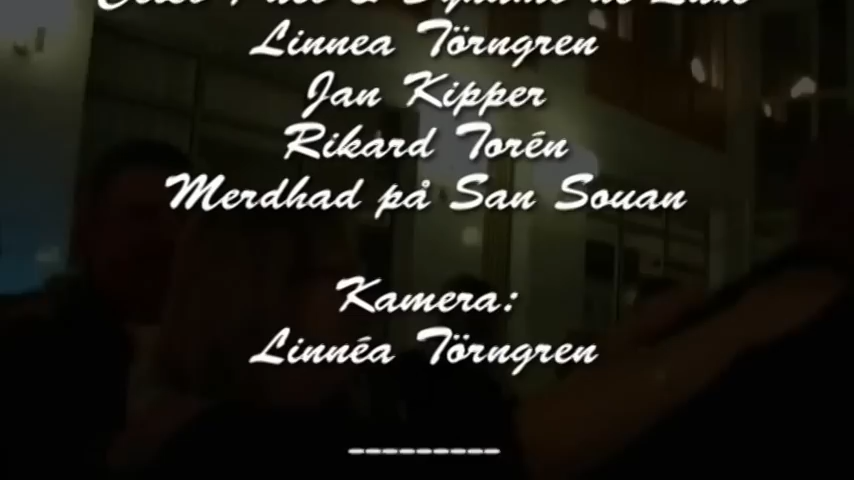 Linnea Törngren
Jan Kipper
Rikard Torén
Merdhad på San Souan
Kamera:
Linnéa Törngren
---------